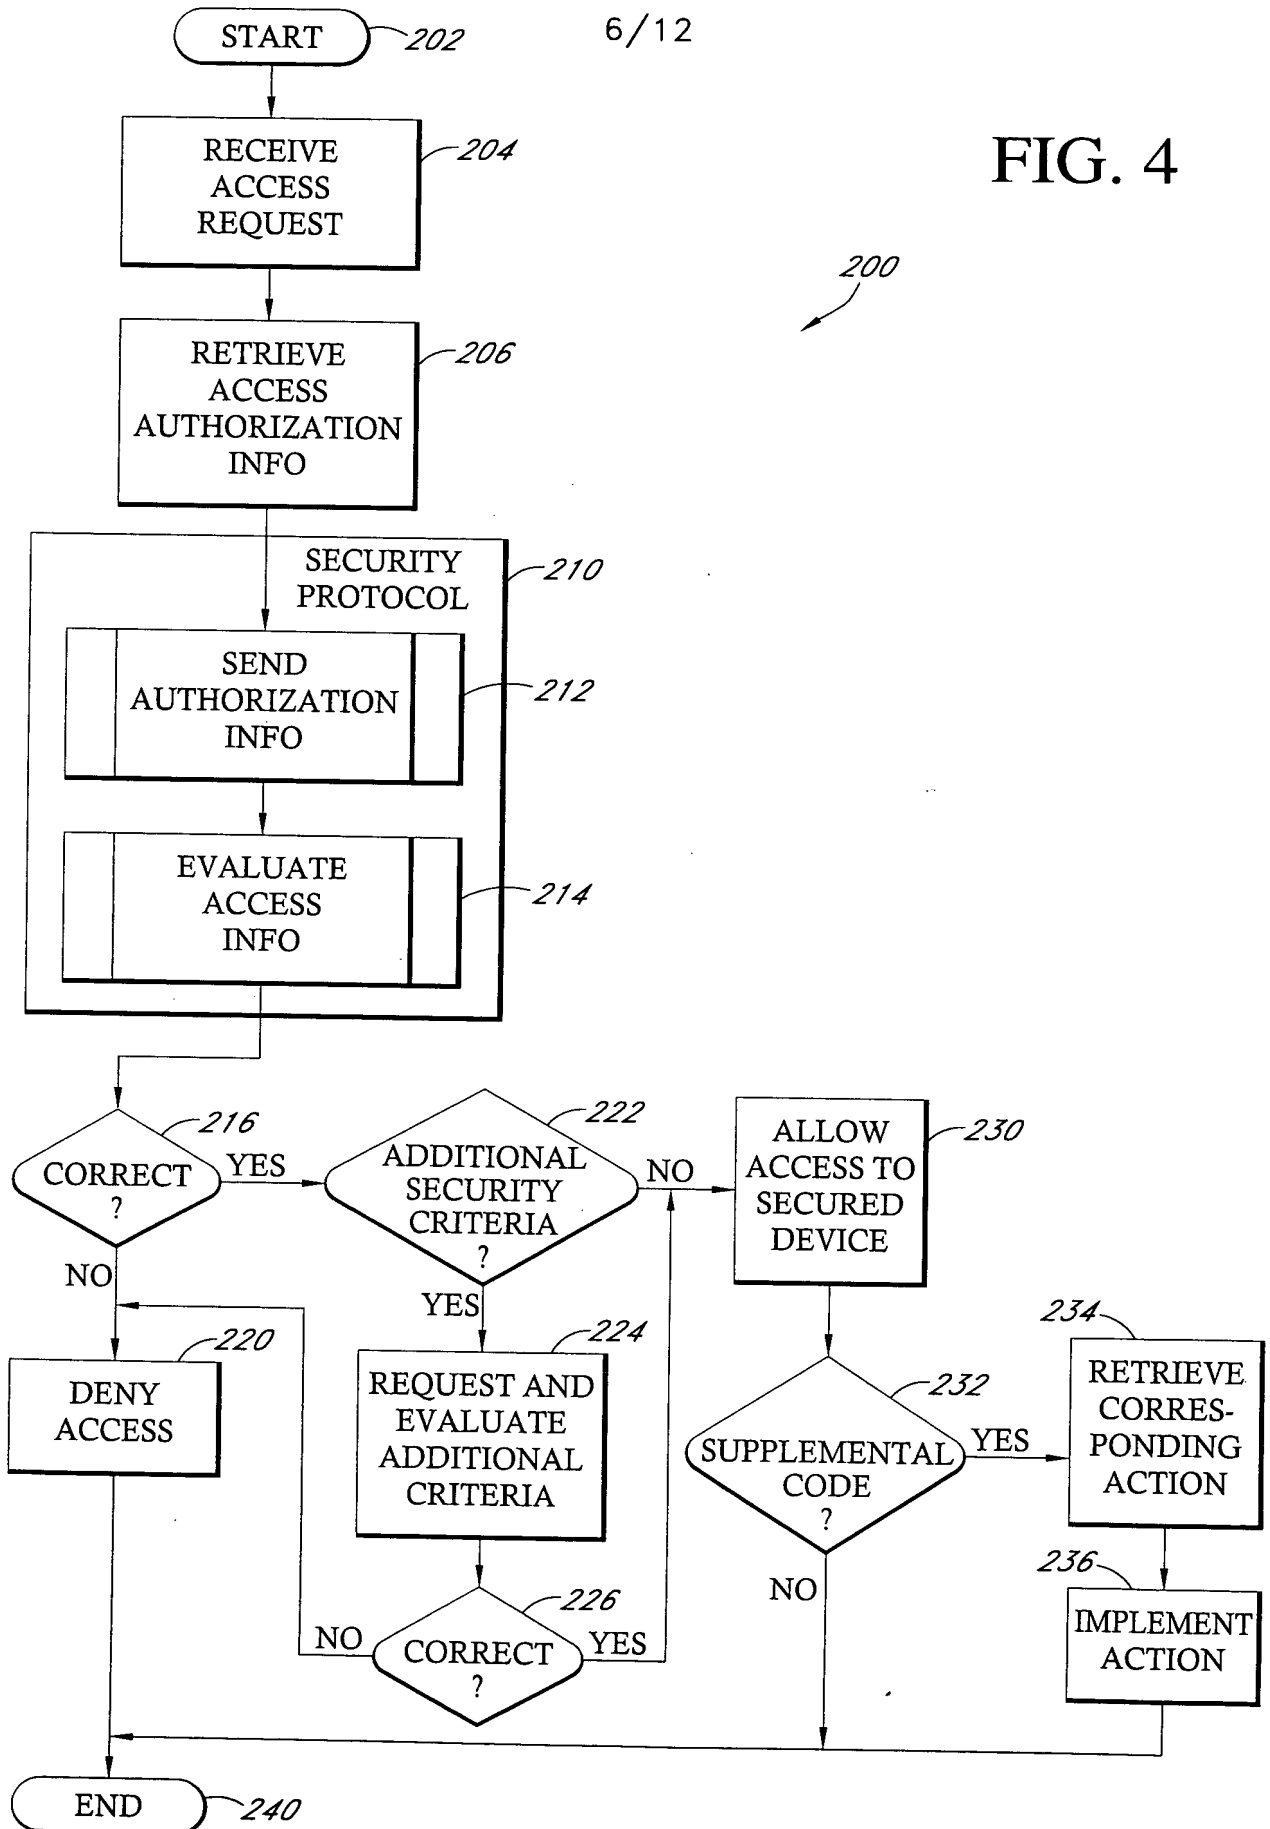 6/12
FIG. 4
START
202
RECEIVE
ACCESS
REQUEST
204
200
RETRIEVE
ACCESS
AUTHORIZATION
INFO
206
SECURITY
PROTOCOL
210
SEND
AUTHORIZATION
INFO
212
EVALUATE
ACCESS
INFO
214
CORRECT
?
216
YES
NO
ADDITIONAL
SECURITY
CRITERIA
?
222
NO
YES
ALLOW
ACCESS TO
SECURED
DEVICE
230
DENY
ACCESS
220
REQUEST AND
EVALUATE
ADDITIONAL
CRITERIA
224
SUPPLEMENTAL
CODE
?
232
YES
NO
RETRIEVE
CORRES-
PONDING
ACTION
234
CORRECT
?
226
NO
YES
IMPLEMENT
ACTION
236
END
240